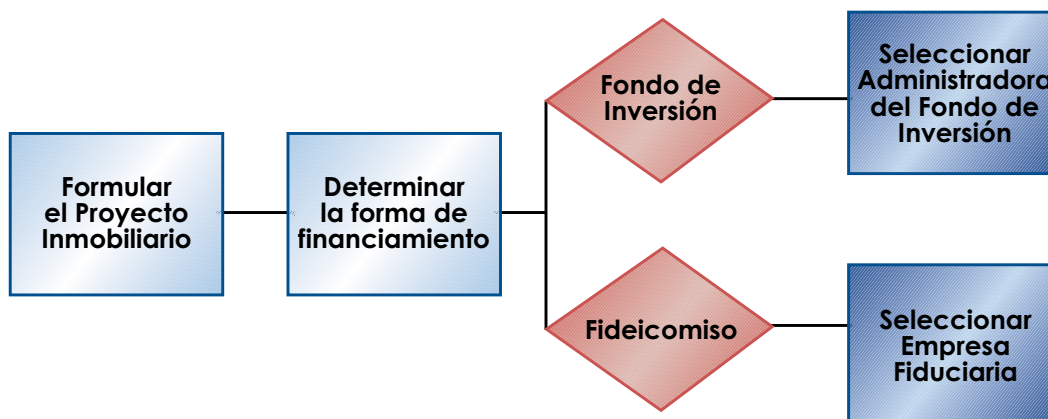 Formular
el Proyecto
Inmobiliario
Determinar
la forma de
financiamiento
Fondo de
Inversión
Seleccionar
Administradora
del Fondo de
Inversión
Fideicomiso
Seleccionar
Empresa
Fiduciaria